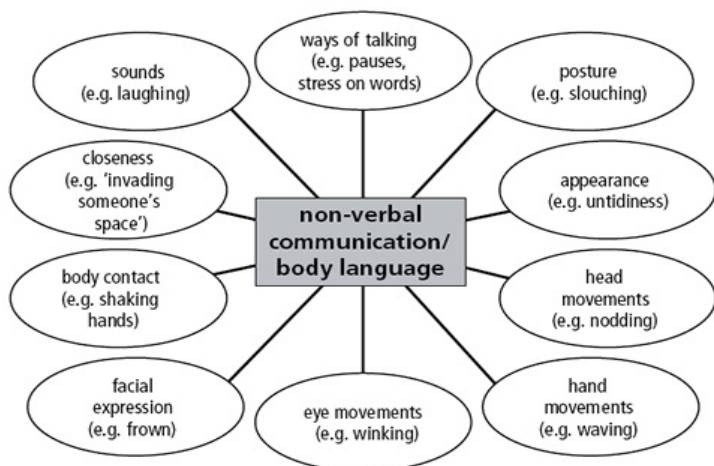 ways of talking
(e.g. pauses,
stress on words)
sounds
(e.g. laughing)
posture
(e.g. slouching)
closeness
(e.g. 'invading
someone's
space')
appearance
(e.g. untidiness)
non-verbal
communication/
body language
body contact
(e.g. shaking
hands)
head
movements
(e.g. nodding)
facial
expression
(e.g. frown)
eye movements
(e.g. winking)
hand
movements
(e.g. waving)